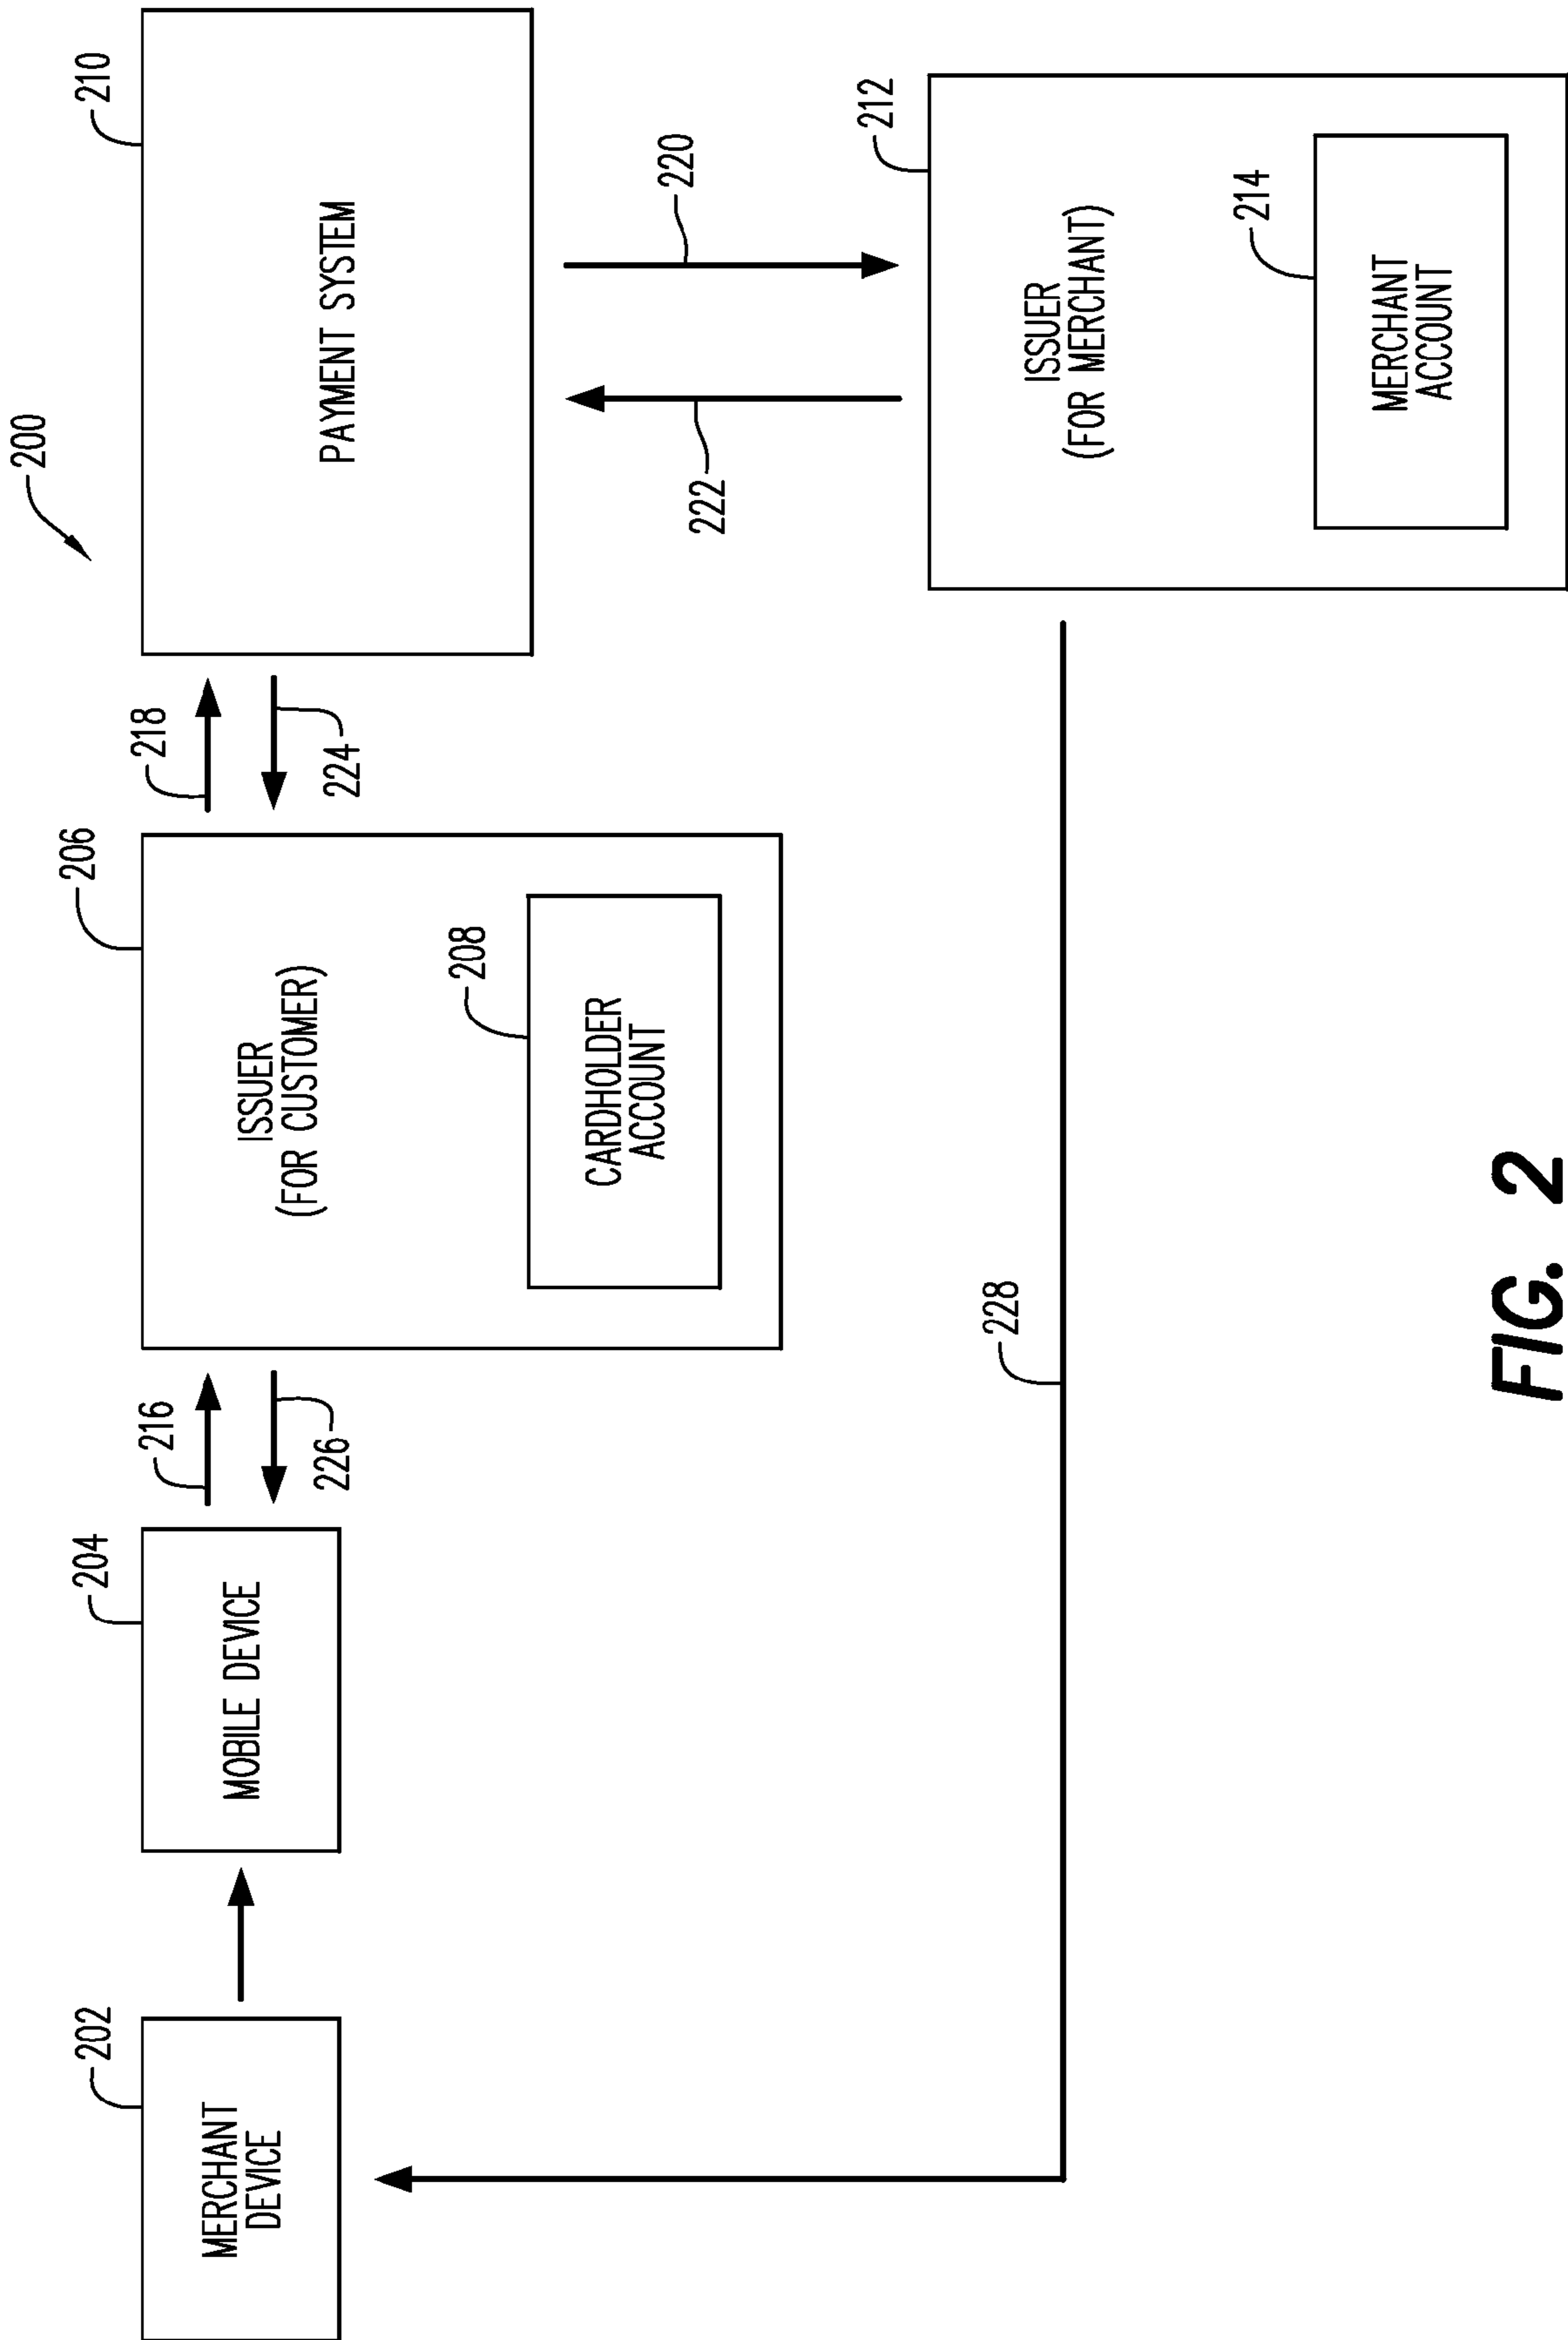 200
202
MERCHANT
DEVICE
204
MOBILE DEVICE
216
226
206
ISSUER
(FOR CUSTOMER)
208
CARDHOLDER
ACCOUNT
218
224
210
PAYMENT SYSTEM
222
220
212
ISSUER
(FOR MERCHANT)
214
MERCHANT
ACCOUNT
228
FIG. 2